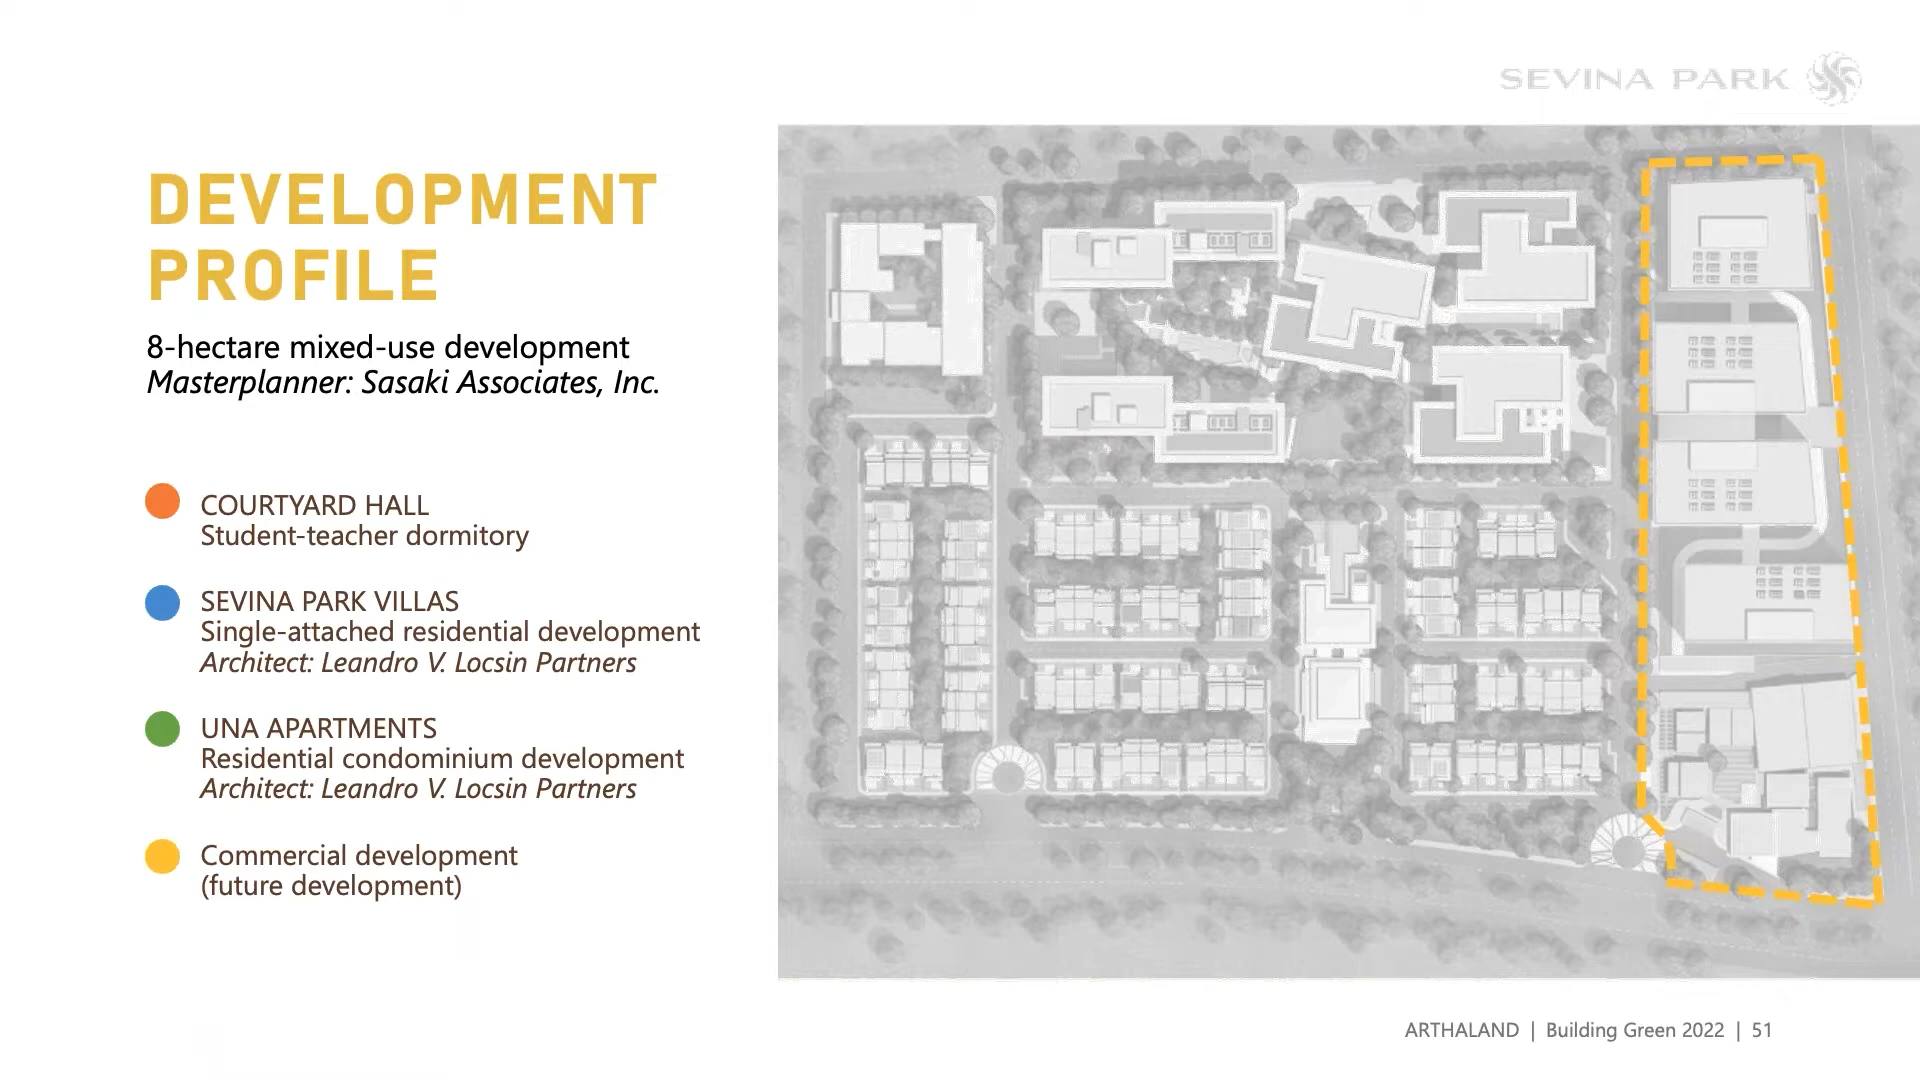 SEVINA PARK
DEVELOPMENT
PROFILE
8-hectare mixed-use development
Masterplanner: Sasaki Associates, Inc.
COURTYARD HALL
Student-teacher dormitory
SEVINA PARK VILLAS
Single-attached residential development
Architect: Leandro V. Locsin Partners
UNA APARTMENTS
Residential condominium development
Architect: Leandro V. Locsin Partners
Commercial development
(future development)
ARTHALAND | Building Green 2022 | 51